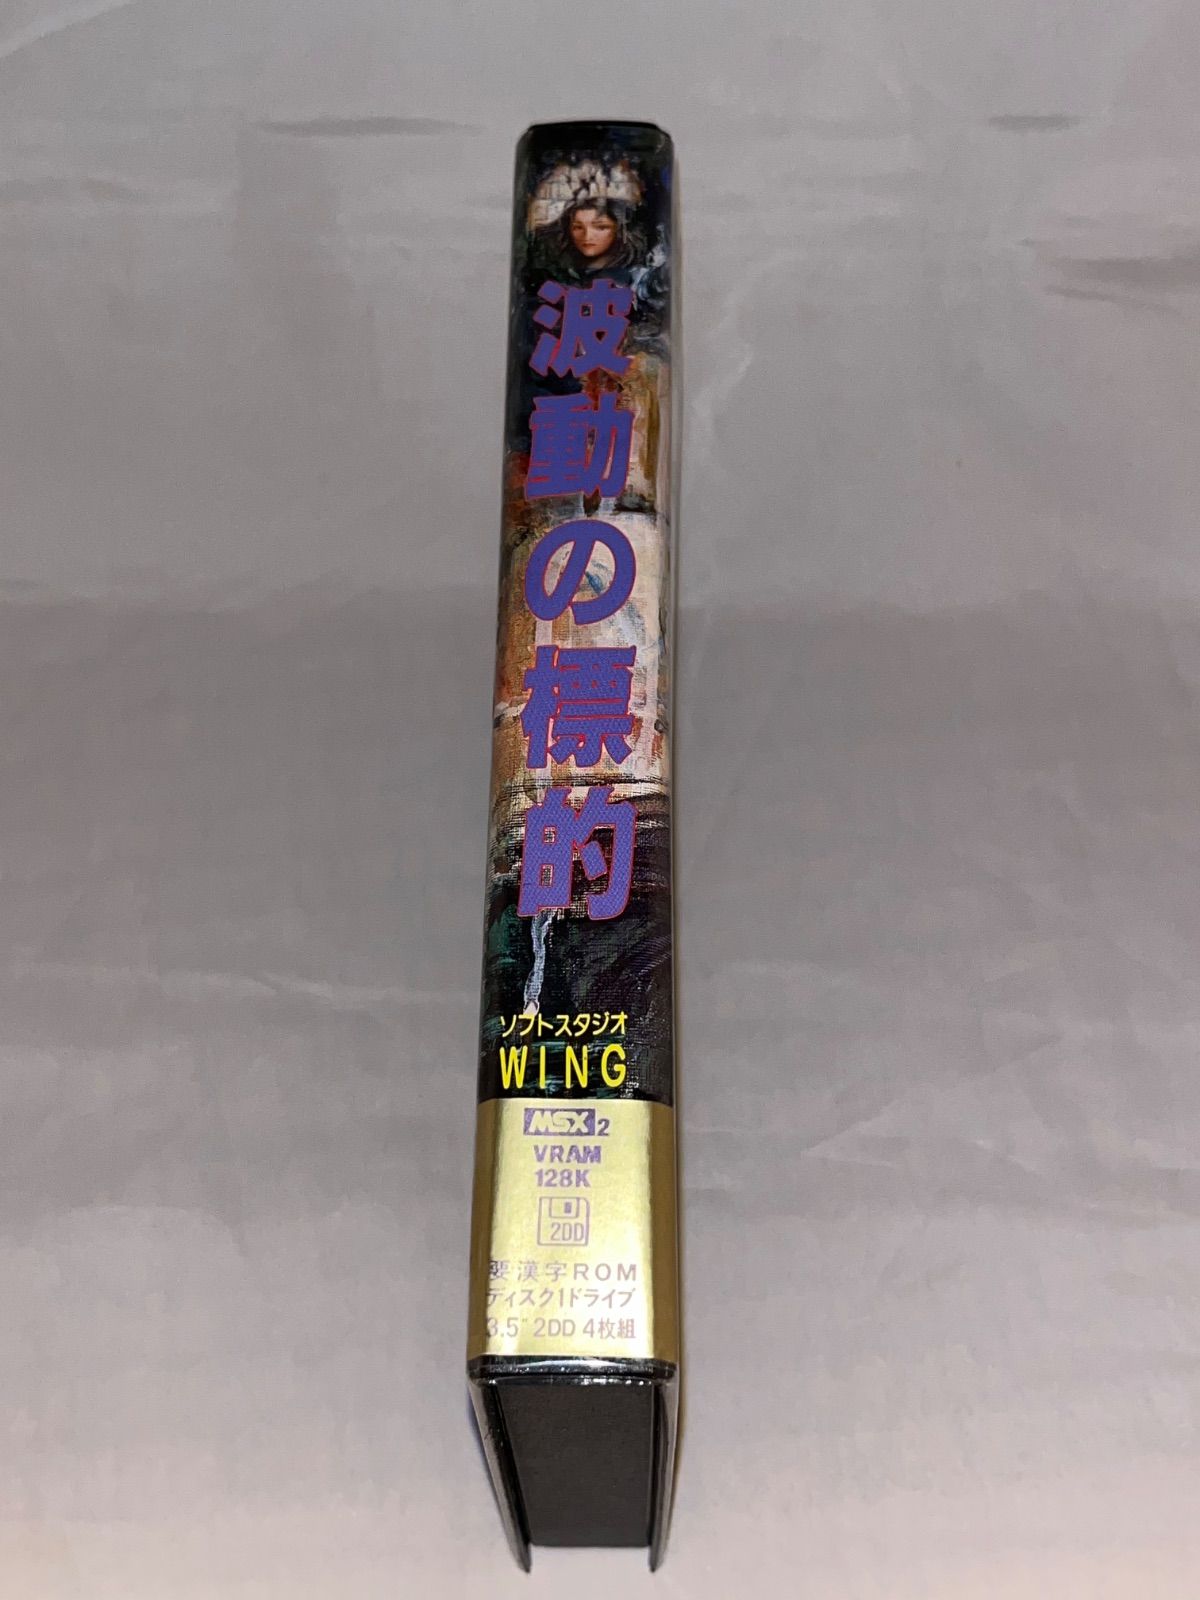 波動の標的
ソフトスタジオ
WING
MSX2
VRAM
128K
2DD
要漢字ROM
ディスク1ドライブ
3.5" 2DD 4枚組